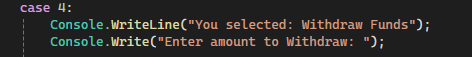 case 4:
Console.WriteLine("You selected: Withdraw Funds");
Console.Write("Enter amount to Withdraw: ");